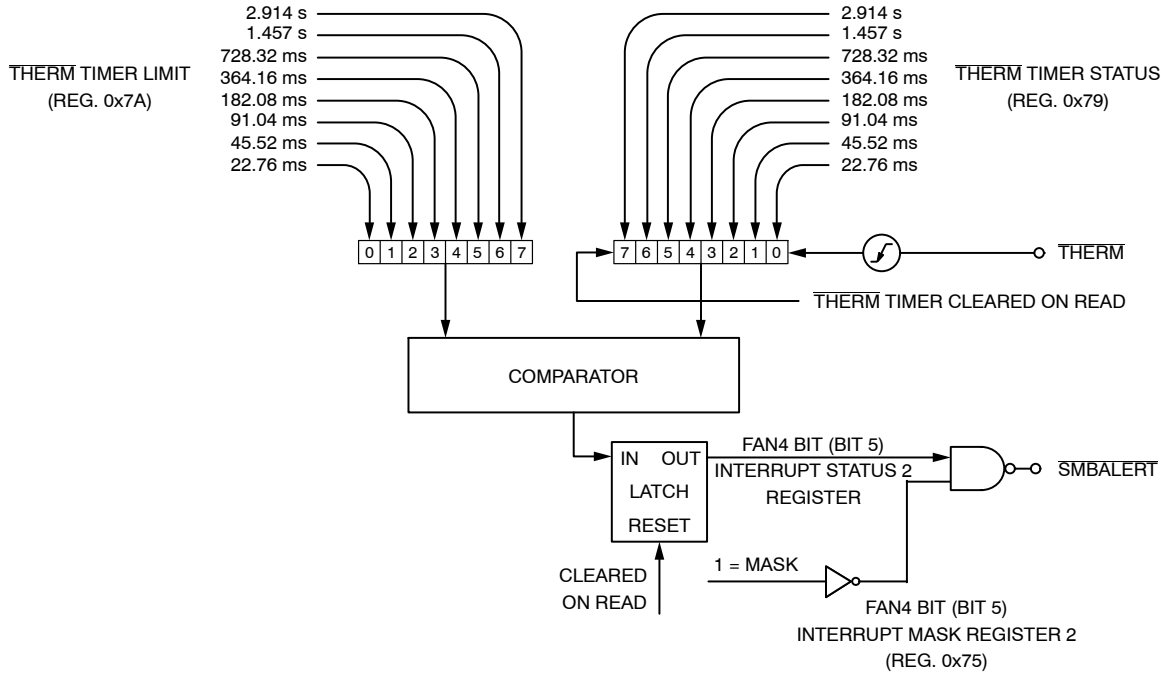 2.914 s
1.457 s
728.32 ms
364.16 ms
182.08 ms
91.04 ms
45.52 ms
22.76 ms
THERM TIMER LIMIT
(REG. 0x7A)
2.914 s
1.457 s
728.32 ms
364.16 ms
182.08 ms
91.04 ms
45.52 ms
22.76 ms
THERM TIMER STATUS
(REG. 0x79)
0 1 2 3 4 5 6 7
7 6 5 4 3 2 1 0
THERM
THERM TIMER CLEARED ON READ
COMPARATOR
IN OUT
LATCH
RESET
FAN4 BIT (BIT 5)
INTERRUPT STATUS 2
REGISTER
SMBALERT
CLEARED
ON READ
1 = MASK
FAN4 BIT (BIT 5)
INTERRUPT MASK REGISTER 2
(REG. 0x75)